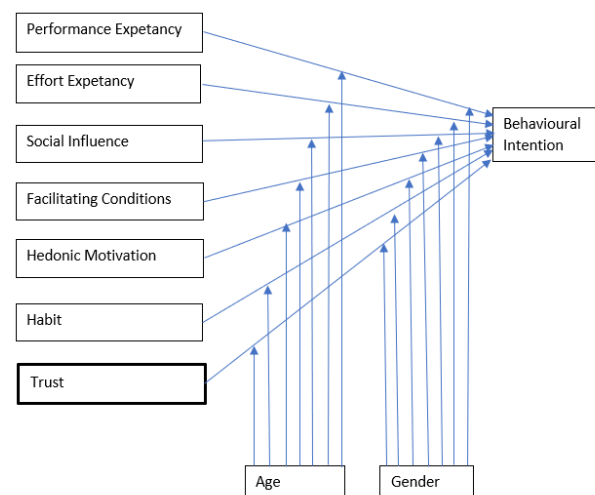 Performance Expetancy
Effort Expetancy
Social Influence
Facilitating Conditions
Hedonic Motivation
Habit
Trust
Behavioural
Intention
Age
Gender